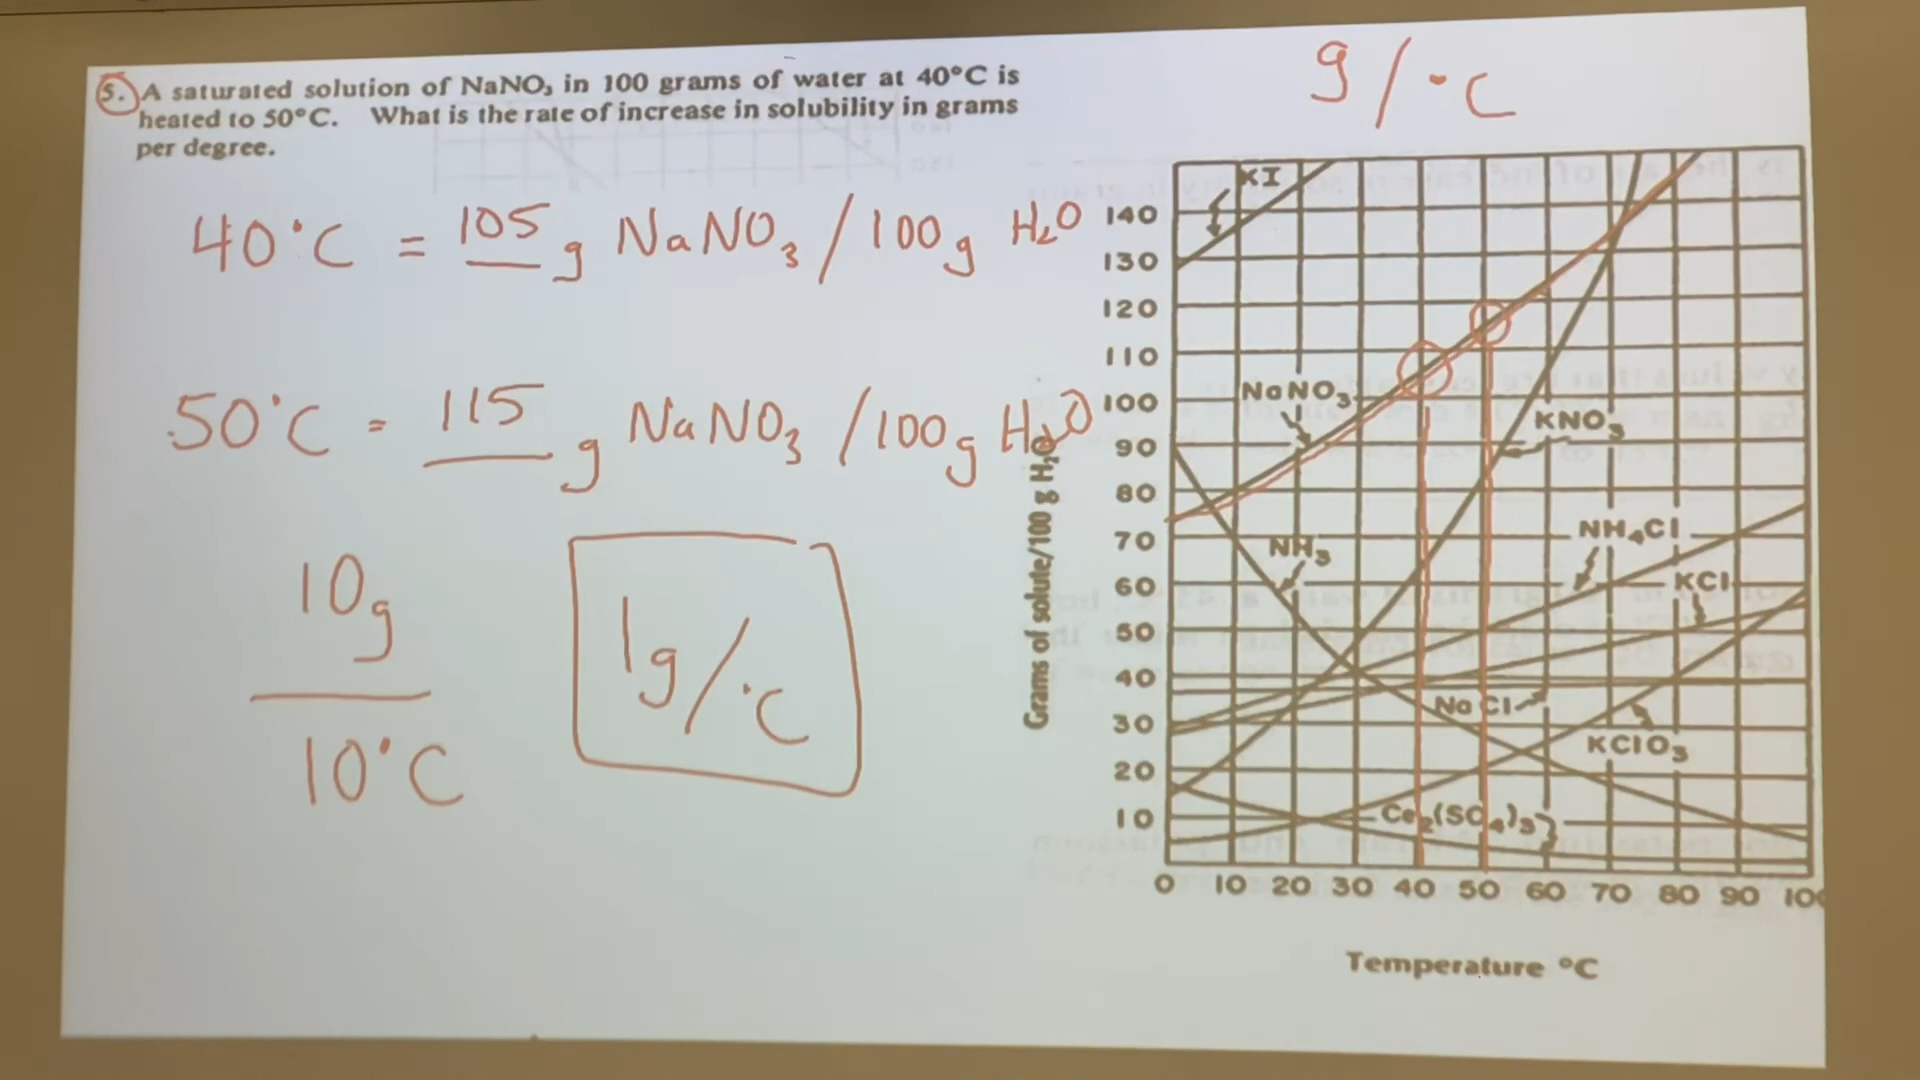 5. A saturated solution of NaNO₃ in 100 grams of water at 40°C is
heated to 50°C. What is the rate of increase in solubility in grams
per degree.
g/°C
40°C = 105 g NaNO₃/100g H₂O
50°C = 115 g NaNO₃/100g H₂O
10g
10°C
1g/°C
Grams of solute/100 g H₂O
140
130
120
110
100
90
80
70
60
50
40
30
20
10
KI
NaNO₃
KNO₃
NH₃
NH₄Cl
KCl
NaCl
KClO₃
Ce₂(SO₄)₃
0 10 20 30 40 50 60 70 80 90 100
Temperature °C